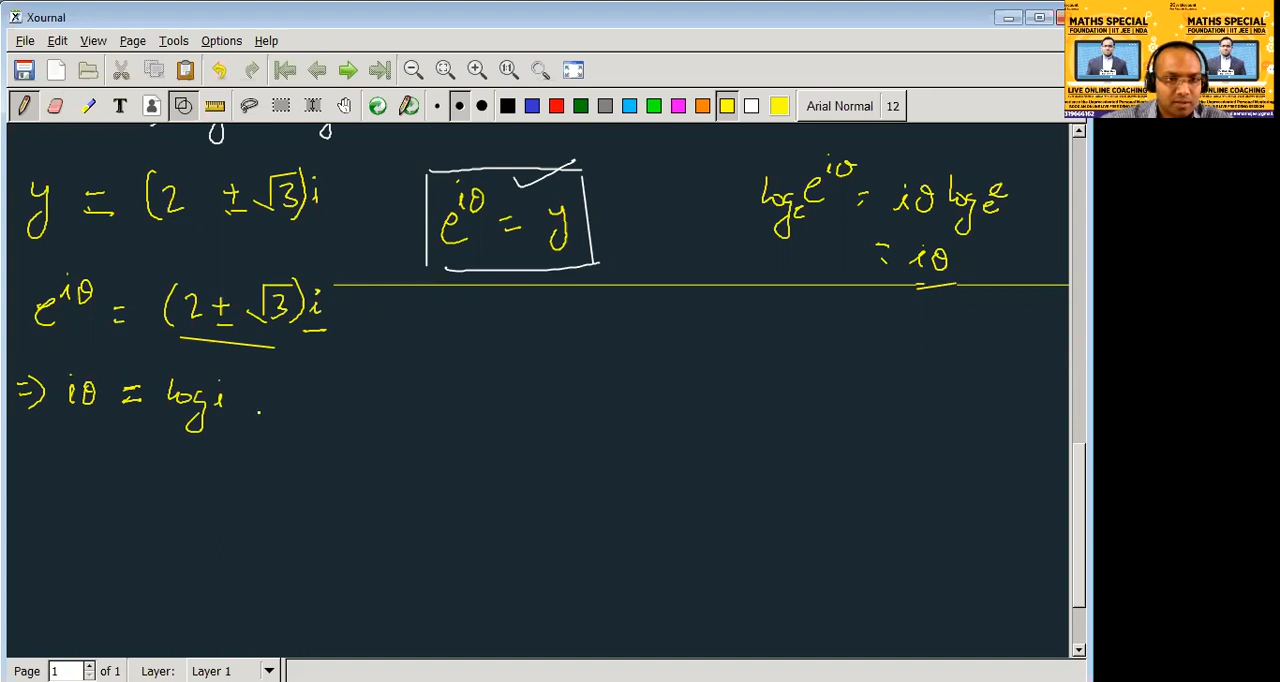 Xournal
File Edit View Page Tools Options Help
Arial Normal 12
MATHS SPECIAL
FOUNDATION | IIT JEE | NDA
LIVE ONLINE COACHING
MATHS SPECIAL
FOUNDATION | IIT JEE | NDA
LIVE ONLINE COACHING
y = (2 ± √3)i
e^{iθ} = y
log_e e^{iθ} = iθ log_e e
= iθ
e^{iθ} = (2 ± √3)i
=> iθ = log i
Page 1 of 1 Layer: Layer 1